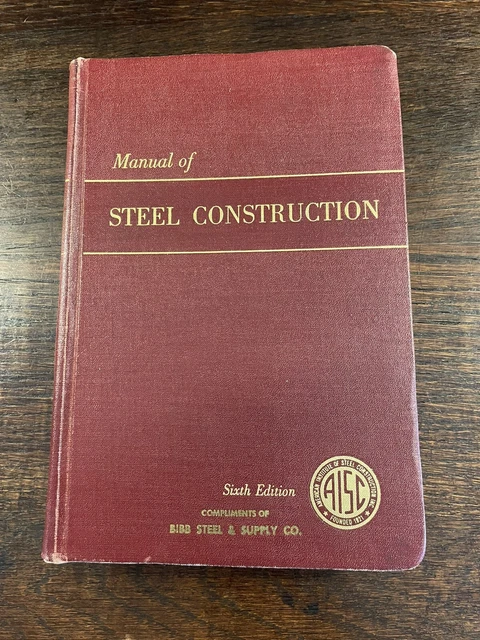 Manual of
STEEL CONSTRUCTION
Sixth Edition
COMPLIMENTS OF
BIBB STEEL & SUPPLY CO.
AMERICAN INSTITUTE OF STEEL CONSTRUCTION INC.
AISC
★ FOUNDED 1921 ★